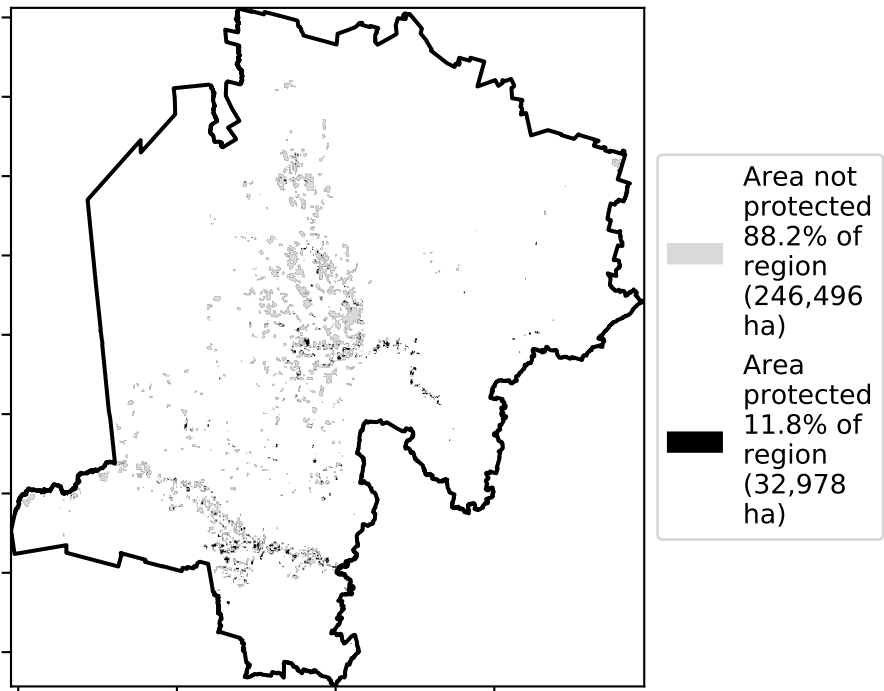 Area not
protected
88.2% of
region
(246,496
ha)
Area
protected
11.8% of
region
(32,978
ha)